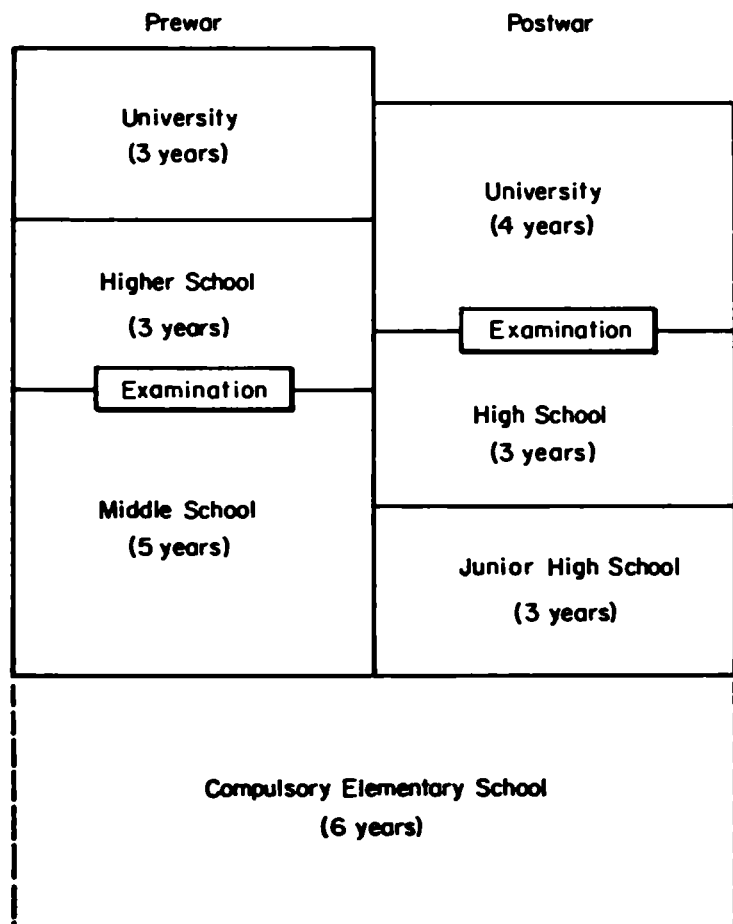 Prewar
University
(3 years)
Higher School
(3 years)
Examination
Middle School
(5 years)
Postwar
University
(4 years)
Examination
High School
(3 years)
Junior High School
(3 years)
Compulsory Elementary School
(6 years)